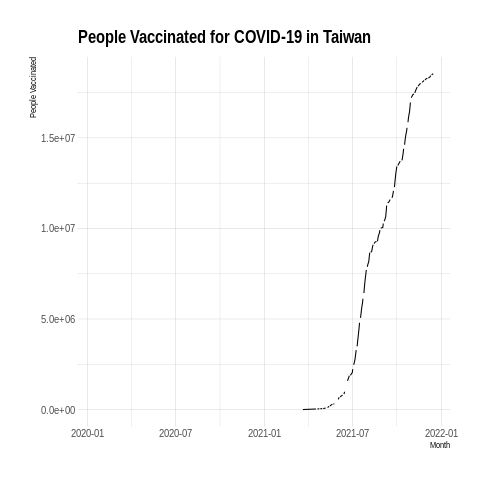 People Vaccinated for COVID-19 in Taiwan
People Vaccinated
1.5e+07
1.0e+07
5.0e+06
0.0e+00
2020-01 2020-07 2021-01 2021-07 2022-01
Month